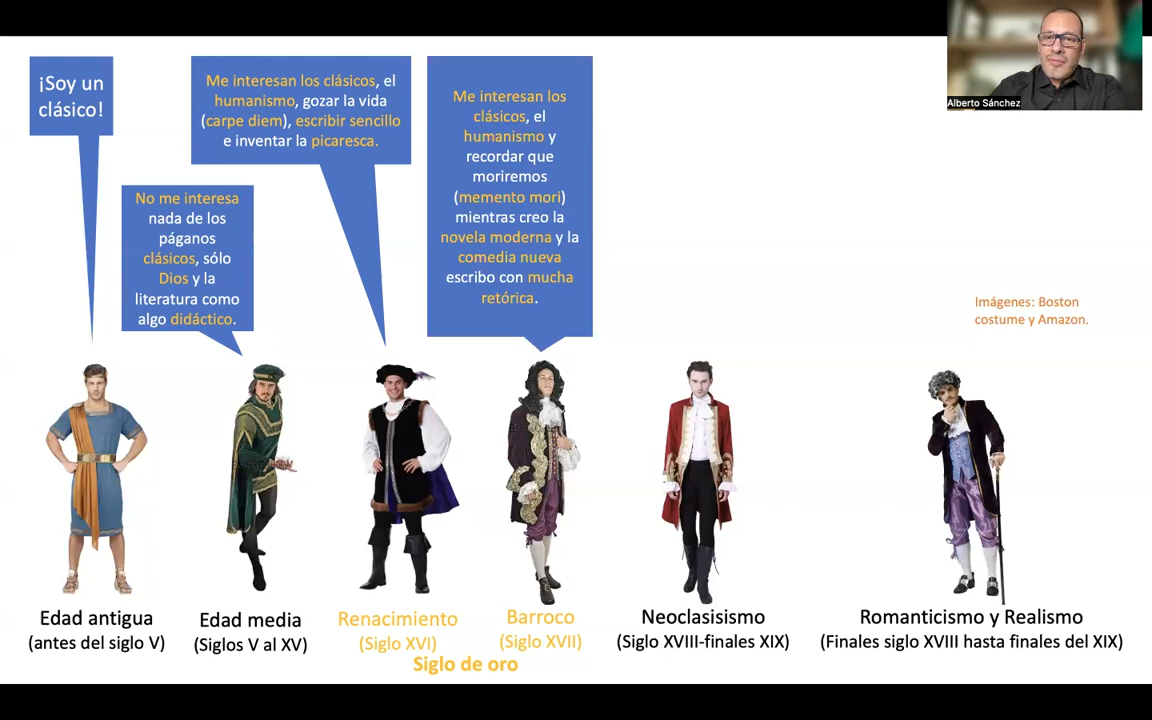 Alberto Sánchez
¡Soy un
clásico!
No me interesa
nada de los
páganos
clásicos, sólo
Dios y la
literatura como
algo didáctico.
Me interesan los clásicos, el
humanismo, gozar la vida
(carpe diem), escribir sencillo
e inventar la picaresca.
Me interesan los
clásicos, el
humanismo y
recordar que
moriremos
(memento mori)
mientras creo la
novela moderna y la
comedia nueva
escribo con mucha
retórica.
Imágenes: Boston
costume y Amazon.
Edad antigua
(antes del siglo V)
Edad media
(Siglos V al XV)
Renacimiento
(Siglo XVI)
Barroco
(Siglo XVII)
Siglo de oro
Neoclasisismo
(Siglo XVIII-finales XIX)
Romanticismo y Realismo
(Finales siglo XVIII hasta finales del XIX)